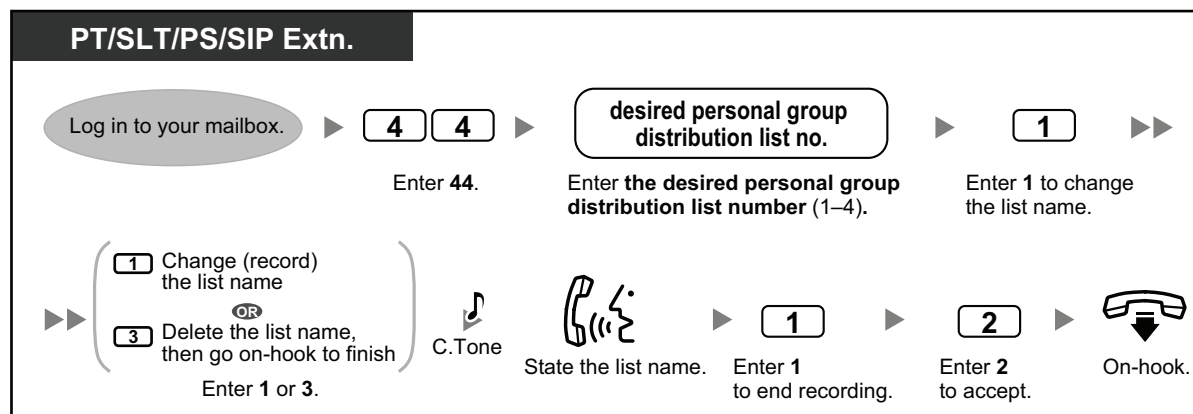 PT/SLT/PS/SIP Extn.
Log in to your mailbox.
4 4
Enter 44.
desired personal group
distribution list no.
Enter the desired personal group
distribution list number (1–4).
1
Enter 1 to change
the list name.
1 Change (record)
the list name
OR
3 Delete the list name,
then go on-hook to finish
Enter 1 or 3.
C.Tone
State the list name.
1
Enter 1
to end recording.
2
Enter 2
to accept.
On-hook.